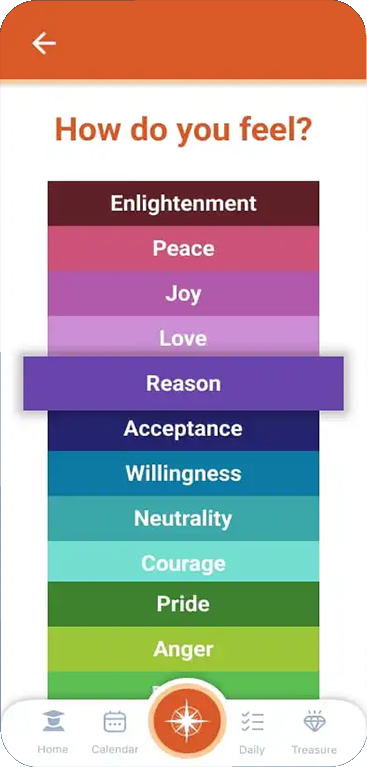 How do you feel?
Enlightenment
Peace
Joy
Love
Reason
Acceptance
Willingness
Neutrality
Courage
Pride
Anger
Home
Calendar
Daily
Treasure